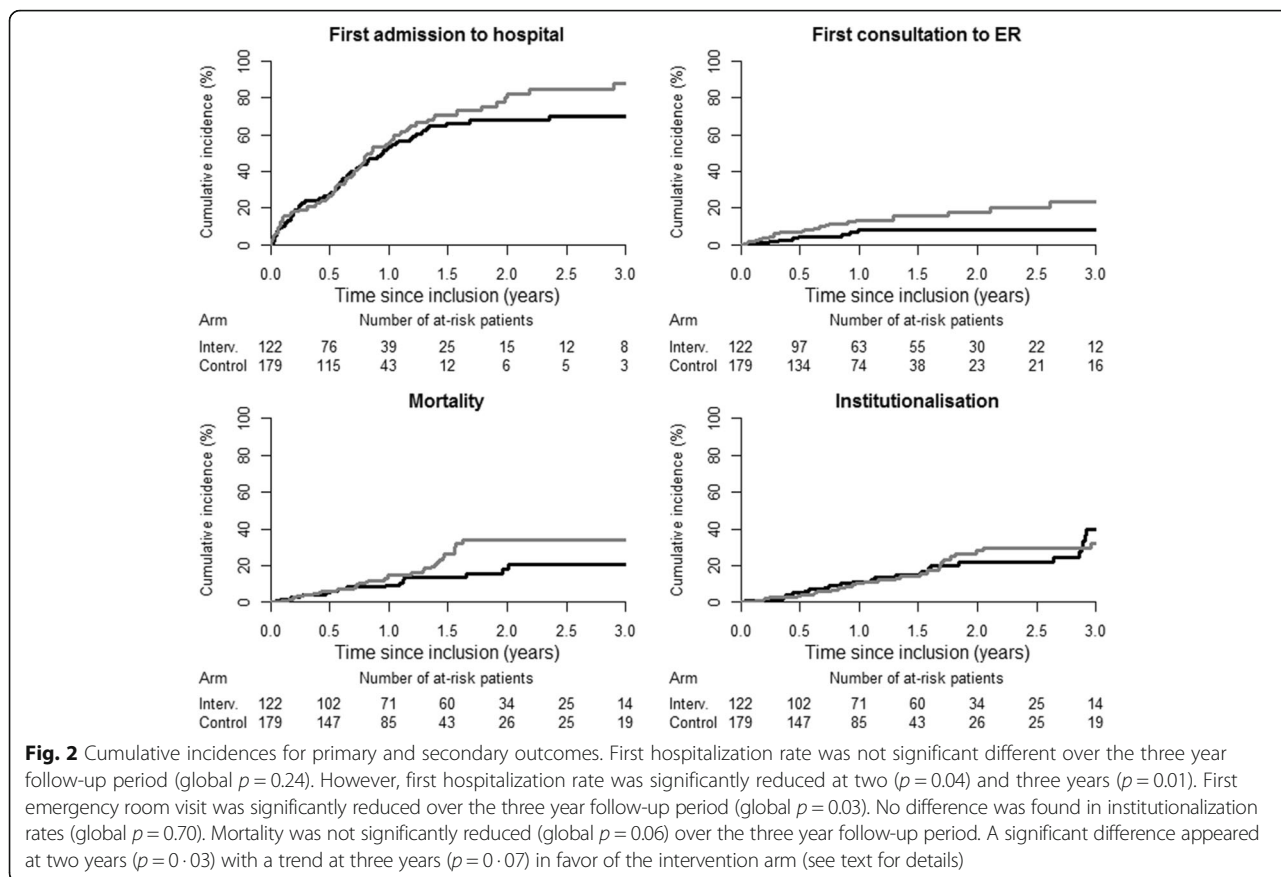 First admission to hospital
Cumulative incidence (%)
0 20 40 60 80 100
0.0 0.5 1.0 1.5 2.0 2.5 3.0
Time since inclusion (years)
Arm Number of at-risk patients
Interv. 122 76 39 25 15 12 8
Control 179 115 43 12 6 5 3
First consultation to ER
Cumulative incidence (%)
0 20 40 60 80 100
0.0 0.5 1.0 1.5 2.0 2.5 3.0
Time since inclusion (years)
Arm Number of at-risk patients
Interv. 122 97 63 55 30 22 12
Control 179 134 74 38 23 21 16
Mortality
Cumulative incidence (%)
0 20 40 60 80 100
0.0 0.5 1.0 1.5 2.0 2.5 3.0
Time since inclusion (years)
Arm Number of at-risk patients
Interv. 122 102 71 60 34 25 14
Control 179 147 85 43 26 25 19
Institutionalisation
Cumulative incidence (%)
0 20 40 60 80 100
0.0 0.5 1.0 1.5 2.0 2.5 3.0
Time since inclusion (years)
Arm Number of at-risk patients
Interv. 122 102 71 60 34 25 14
Control 179 147 85 43 26 25 19
Fig. 2 Cumulative incidences for primary and secondary outcomes. First hospitalization rate was not significant different over the three year
follow-up period (global p = 0.24). However, first hospitalization rate was significantly reduced at two (p = 0.04) and three years (p = 0.01). First
emergency room visit was significantly reduced over the three year follow-up period (global p = 0.03). No difference was found in institutionalization
rates (global p = 0.70). Mortality was not significantly reduced (global p = 0.06) over the three year follow-up period. A significant difference appeared
at two years (p = 0·03) with a trend at three years (p = 0·07) in favor of the intervention arm (see text for details)